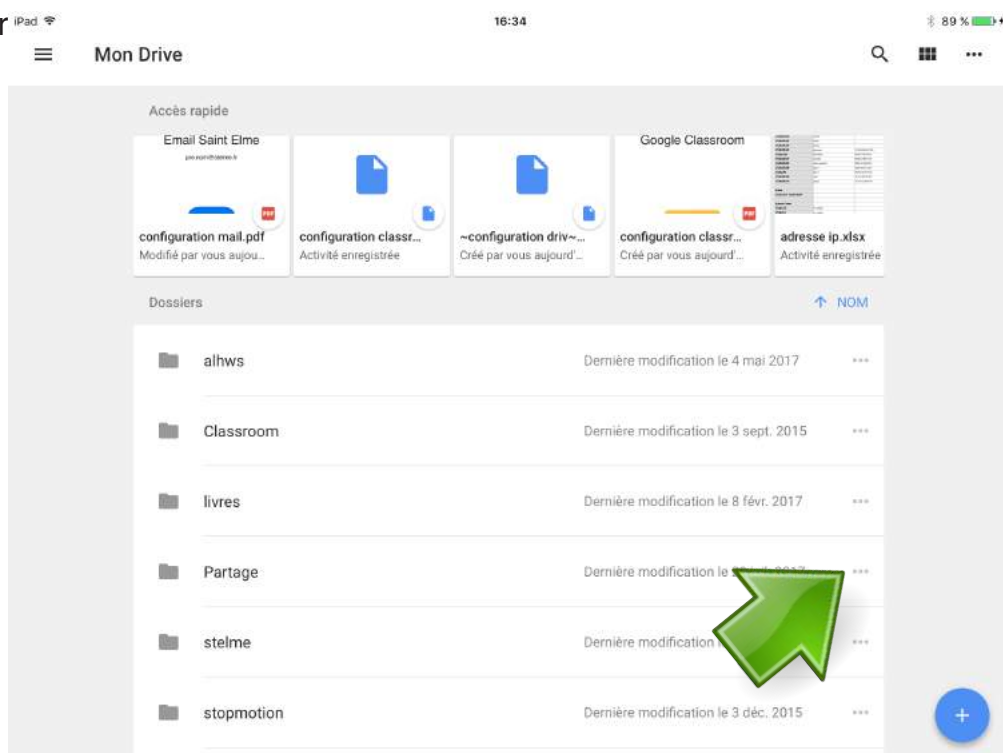 r
iPad 16:34 89 %
Mon Drive
Accès rapide
Email Saint Elme
Google Classroom
PDF PDF
configuration mail.pdf configuration classr... ~configuration driv~... configuration classr... adresse ip.xlsx
Modifié par vous aujou... Activité enregistrée Créé par vous aujourd'... Créé par vous aujourd'... Activité enregistrée
Dossiers NOM
alhws Dernière modification le 4 mai 2017
Classroom Dernière modification le 3 sept. 2015
livres Dernière modification le 8 févr. 2017
Partage Dernière modification le
stelme Dernière modification
stopmotion Dernière modification le 3 déc. 2015